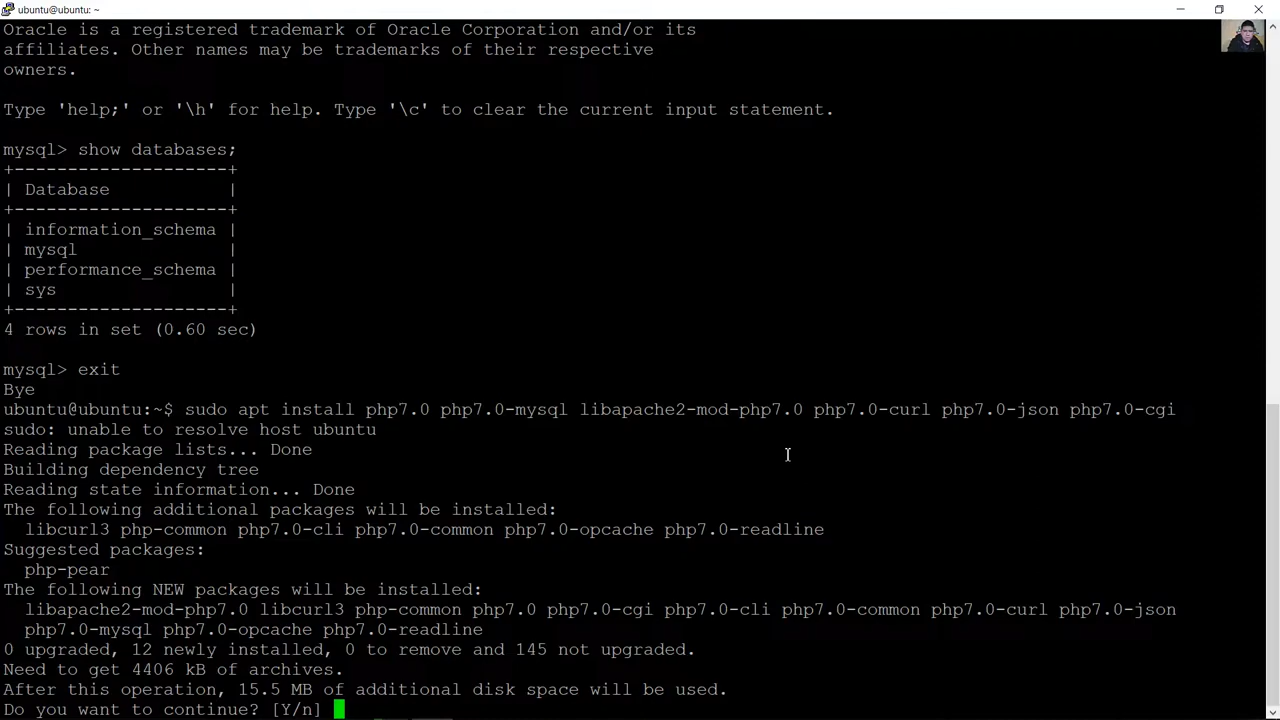 ubuntu@ubuntu: ~
Oracle is a registered trademark of Oracle Corporation and/or its
affiliates. Other names may be trademarks of their respective
owners.
Type 'help;' or '\h' for help. Type '\c' to clear the current input statement.
mysql> show databases;
+--------------------+
| Database           |
+--------------------+
| information_schema |
| mysql              |
| performance_schema |
| sys                |
+--------------------+
4 rows in set (0.60 sec)
mysql> exit
Bye
ubuntu@ubuntu:~$ sudo apt install php7.0 php7.0-mysql libapache2-mod-php7.0 php7.0-curl php7.0-json php7.0-cgi
sudo: unable to resolve host ubuntu
Reading package lists... Done
Building dependency tree
Reading state information... Done
The following additional packages will be installed:
  libcurl3 php-common php7.0-cli php7.0-common php7.0-opcache php7.0-readline
Suggested packages:
  php-pear
The following NEW packages will be installed:
  libapache2-mod-php7.0 libcurl3 php-common php7.0 php7.0-cgi php7.0-cli php7.0-common php7.0-curl php7.0-json
  php7.0-mysql php7.0-opcache php7.0-readline
0 upgraded, 12 newly installed, 0 to remove and 145 not upgraded.
Need to get 4406 kB of archives.
After this operation, 15.5 MB of additional disk space will be used.
Do you want to continue? [Y/n]